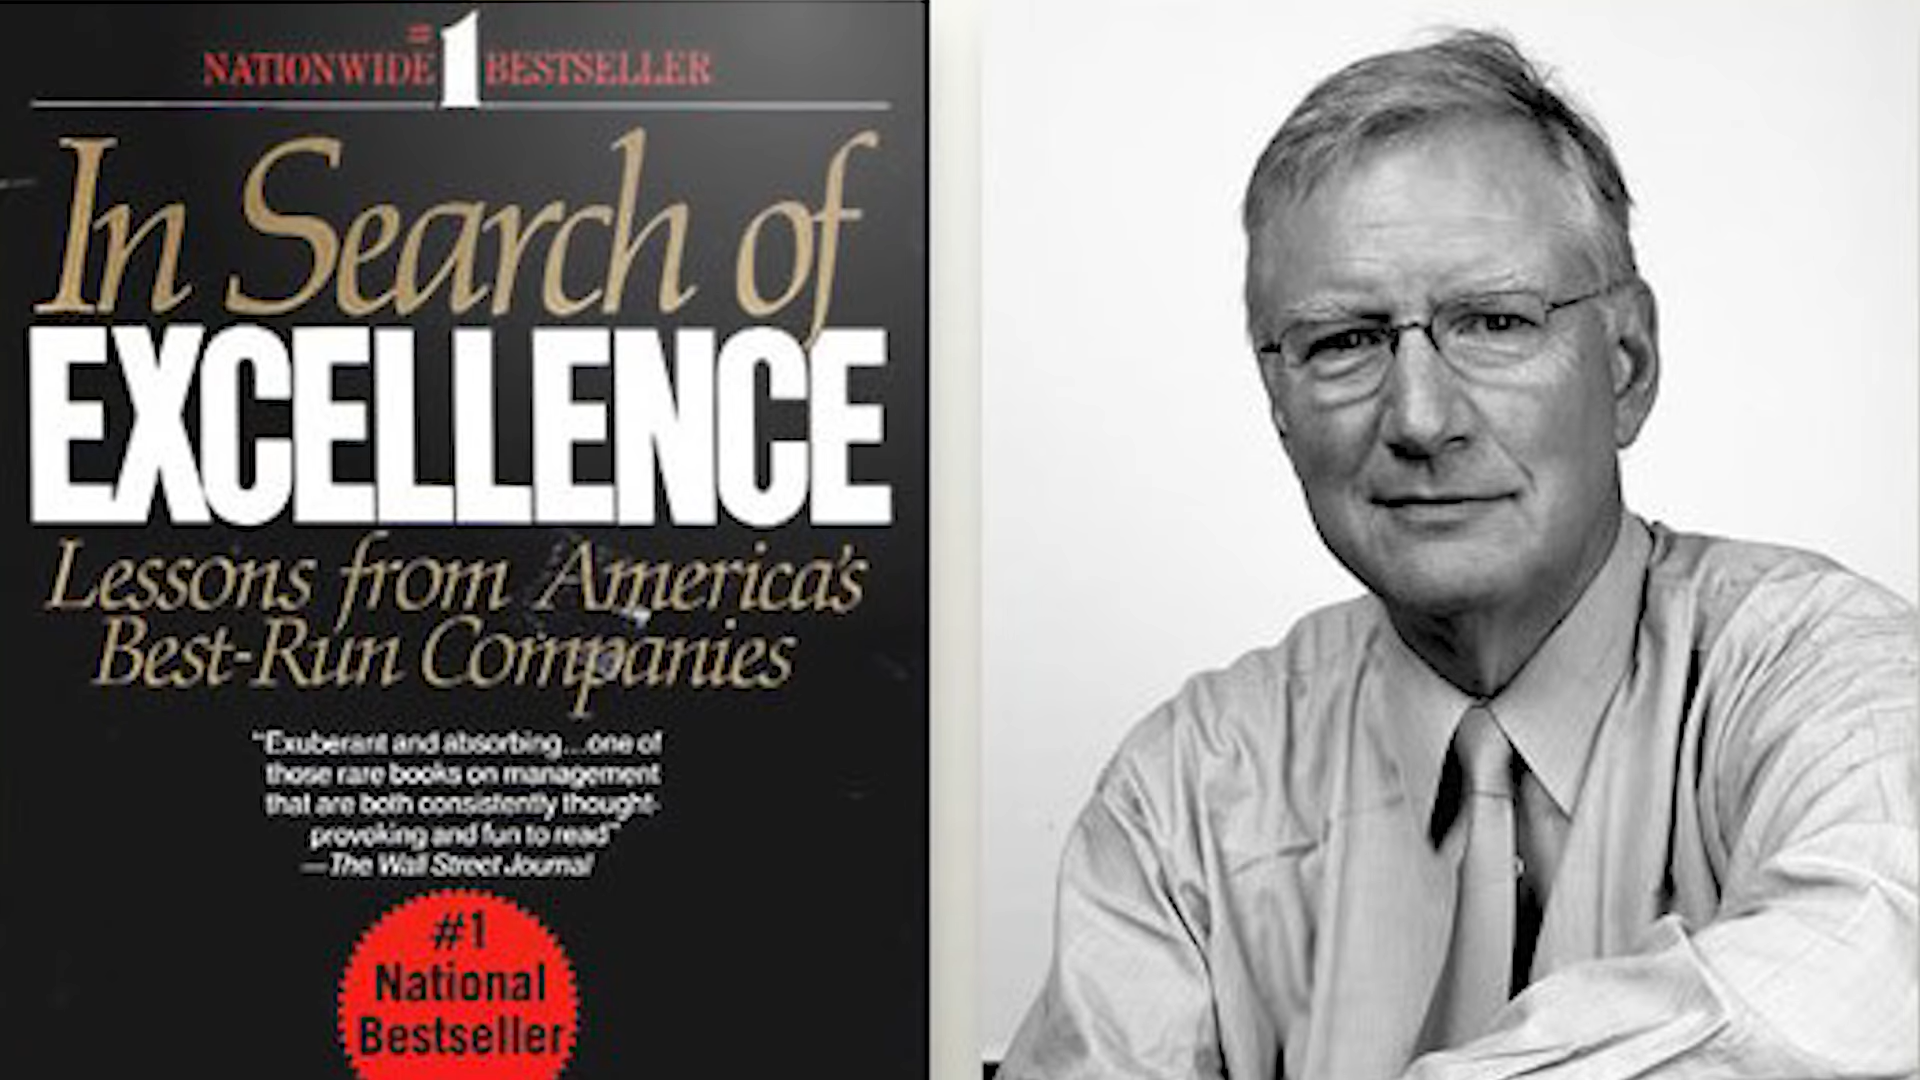 #1
NATIONWIDE BESTSELLER
In Search of
EXCELLENCE
Lessons from America's
Best-Run Companies
"Exuberant and absorbing...one of
those rare books on management
that are both consistently thought-
provoking and fun to read"
—The Wall Street Journal
#1
National
Bestseller